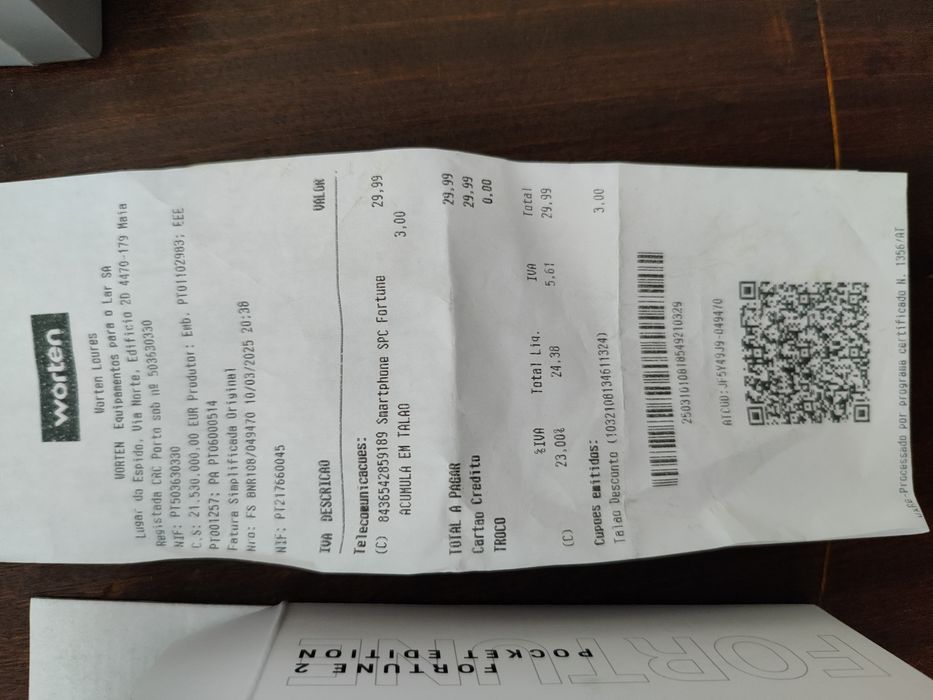 worten
Worten Loures
WORTEN Equipamentos para o Lar SA
Lugar do Espido, Via Norte, Edificio 2D 4470-179 Maia
Registada CRC Porto sob nº 503630330
NIF: PT503630330
C.S: 21.530.000,00 EUR Produtor: Emb. PT01102983; EEE
PT001257; PA PT06000514
Fatura Simplificada Original
Nro: FS BNR108/049470 10/03/2025 20:38
NIF: PT217660045
IVA DESCRICAO VALOR
Telecomunicacoes:
(C) 8436542859189 Smartphone SPC Fortune 29,99
ACUMULA EM TALAO 3,00
TOTAL A PAGAR 29,99
Cartao Credito 29,99
TROCO 0,00
%IVA Total Liq. IVA Total
(C) 23,00% 24,38 5,61 29,99
Cupoes emitidos:
Talao Desconto (1032108134611324) 3,00
25031010818549210329
ATCUD:JF5Y49J9-049470
-Processado por programa certificado N. 1356/AT
FORTUNE 2
POCKET EDITION
FORTUNE